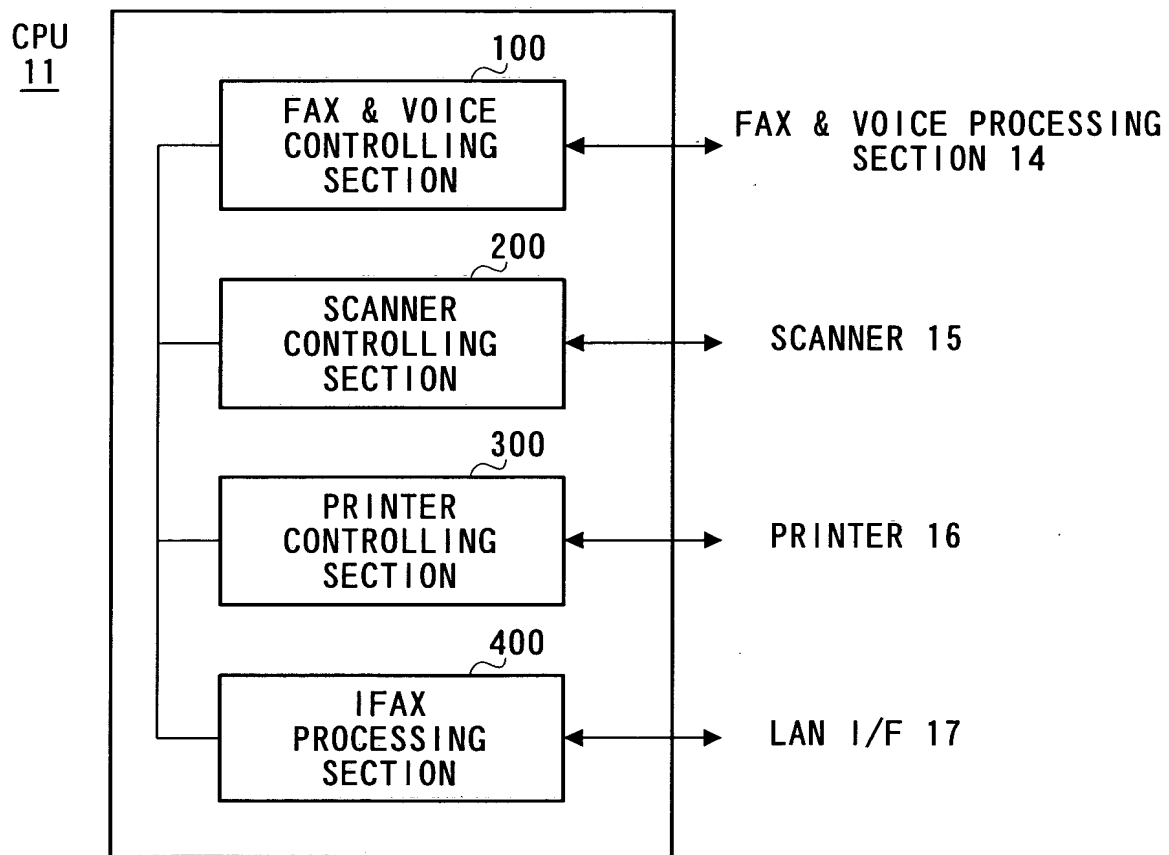 CPU
11
100
FAX & VOICE
CONTROLLING
SECTION
FAX & VOICE PROCESSING
SECTION 14
200
SCANNER
CONTROLLING
SECTION
SCANNER 15
300
PRINTER
CONTROLLING
SECTION
PRINTER 16
400
IFAX
PROCESSING
SECTION
LAN I/F 17